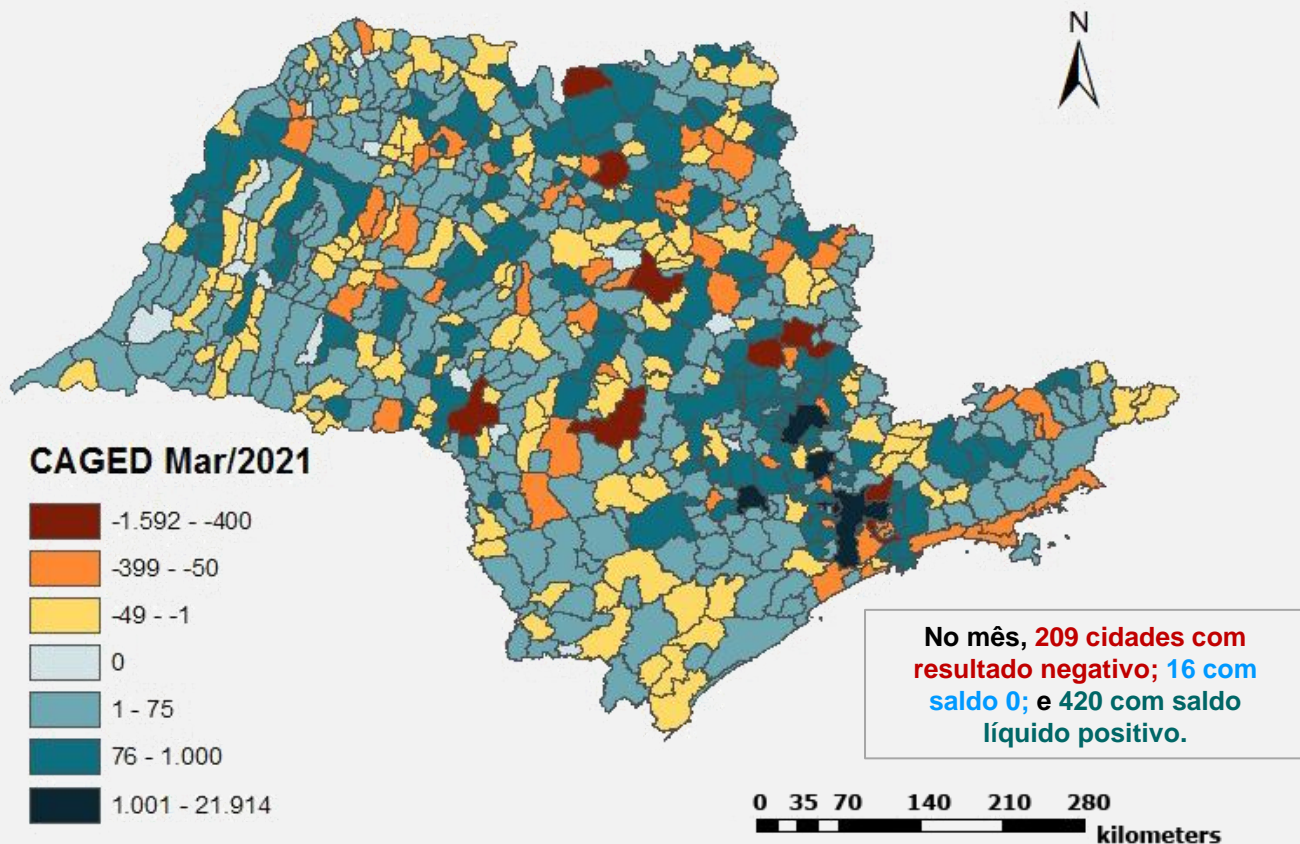 N
CAGED Mar/2021
-1.592 - -400
-399 - -50
-49 - -1
0
1 - 75
76 - 1.000
1.001 - 21.914
No mês, 209 cidades com
resultado negativo; 16 com
saldo 0; e 420 com saldo
líquido positivo.
0 35 70 140 210 280
kilometers